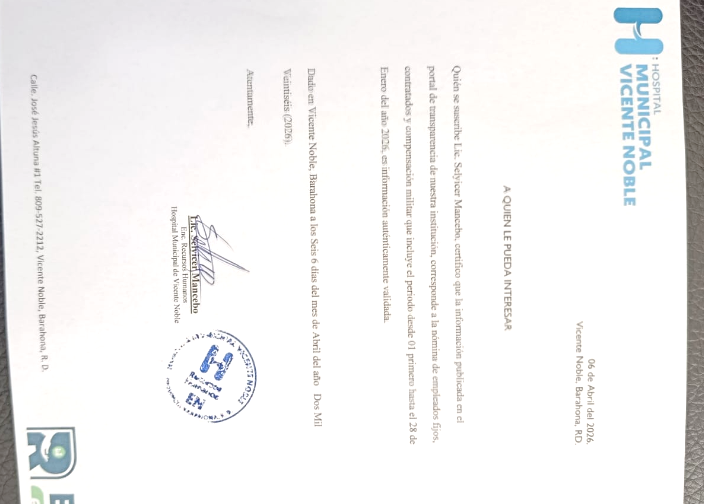 HOSPITAL
MUNICIPAL
VICENTE NOBLE
06 de Abril del 2026.
Vicente Noble, Barahona, R.D.
A QUIEN LE PUEDA INTERESAR
Quién se suscribe Lic. Selyicer Mancebo, certifico que la información publicada en el
portal de transparencia de nuestra institución, corresponde a la nómina de empleados fijos,
contratados y compensación militar que incluye el periodo desde 01 primero hasta el 28 de
Enero del año 2026, es información auténticamente validada.
Dado en Vicente Noble, Barahona a los Seis 6 días del mes de Abril del año Dos Mil
Veintiséis (2026).
Atentamente,
Lic. Selyicer Mancebo
Enc. Recursos Humanos
Hospital Municipal de Vicente Noble
VICENTE NOBLE
Calle. José Jesús Altuna #1 Tel. 809-527-2212, Vicente Noble, Barahona, R. D.